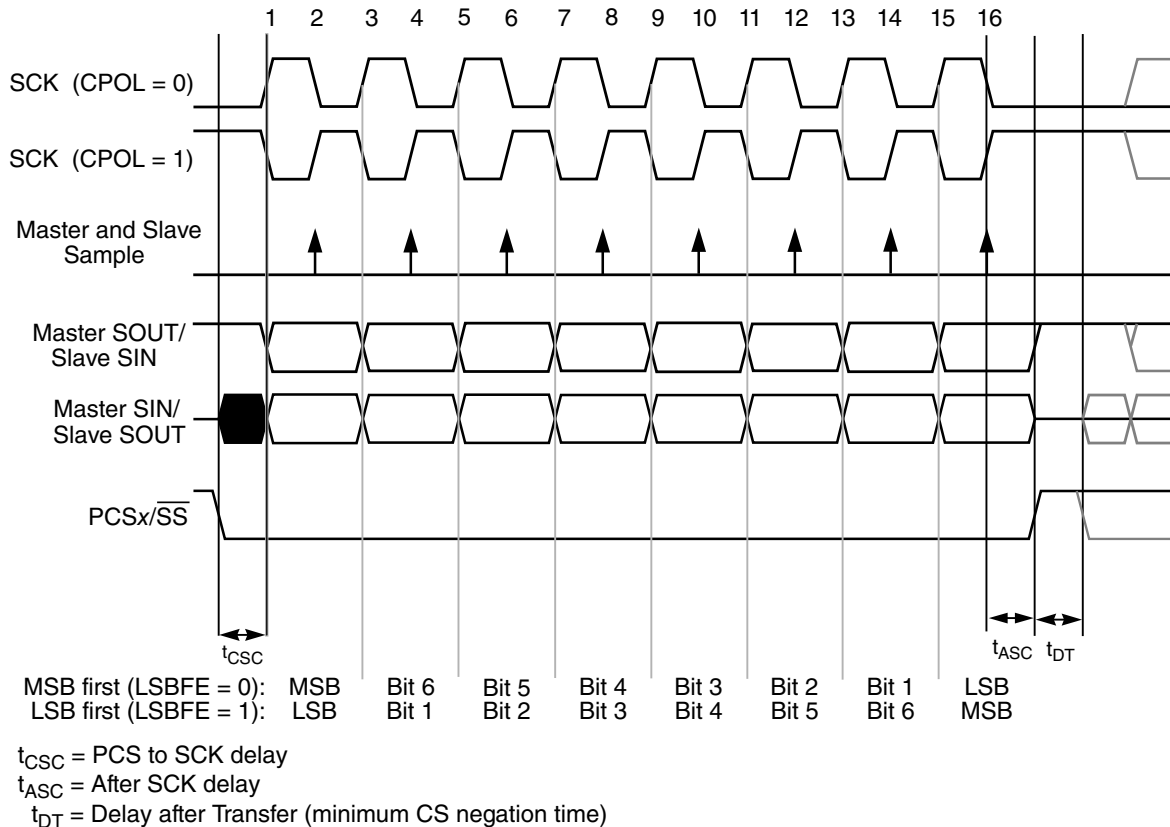 1 2 3 4 5 6 7 8 9 10 11 12 13 14 15 16
SCK (CPOL = 0)
SCK (CPOL = 1)
Master and Slave
Sample
Master SOUT/
Slave SIN
Master SIN/
Slave SOUT
PCSx/SS
tCSC
tASC
tDT
MSB first (LSBFE = 0): MSB Bit 6 Bit 5 Bit 4 Bit 3 Bit 2 Bit 1 LSB
LSB first (LSBFE = 1): LSB Bit 1 Bit 2 Bit 3 Bit 4 Bit 5 Bit 6 MSB
tCSC = PCS to SCK delay
tASC = After SCK delay
tDT = Delay after Transfer (minimum CS negation time)